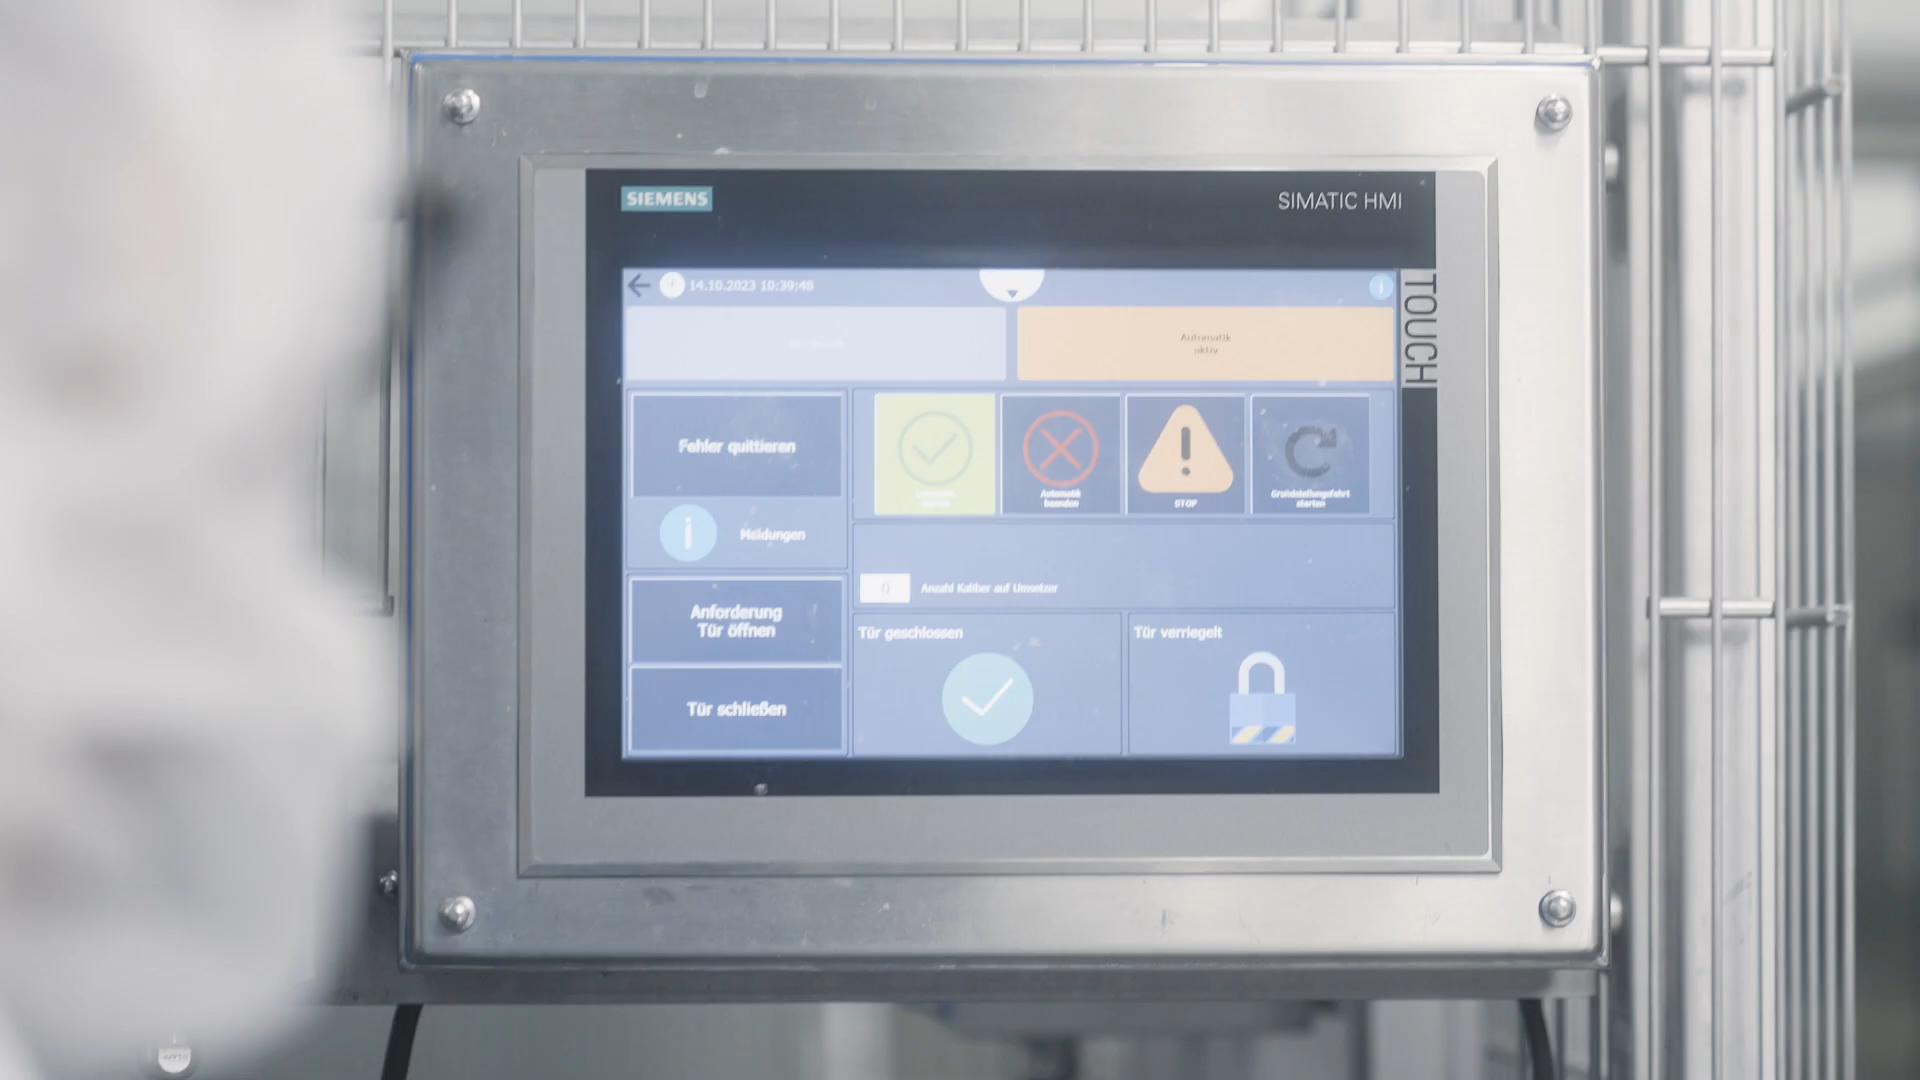 SIEMENS
SIMATIC HMI
TOUCH
14.10.2023 10:39:48
Automatik
aktiv
Fehler quittieren
Automatik
beenden
STOP
Grundstellungsfahrt
starten
Meldungen
0 Anzahl Kaliber auf Umsetzer
Anforderung
Tür öffnen
Tür geschlossen
Tür verriegelt
Tür schließen